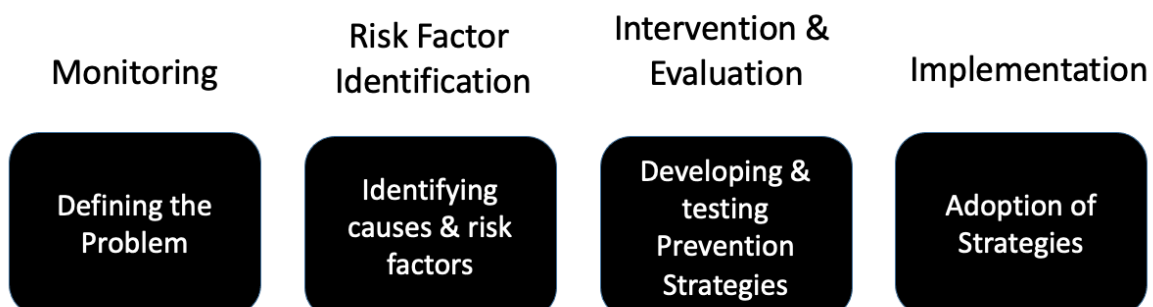 Monitoring
Risk Factor
Identification
Intervention &
Evaluation
Implementation
Defining the
Problem
Identifying
causes & risk
factors
Developing &
testing
Prevention
Strategies
Adoption of
Strategies